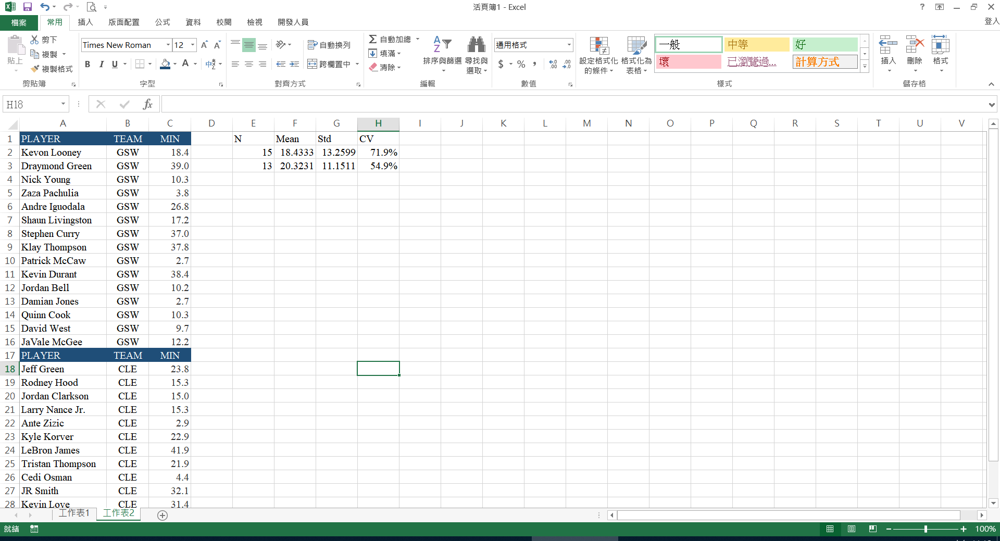 活頁簿1 - Excel
?
檔案 常用 插入 版面配置 公式 資料 校閱 檢視 開發人員 登入
貼上 剪下 複製 複製格式 剪貼簿
Times New Roman 12 A A
B I U A 中 字型
自動換列 跨欄置中 對齊方式
Σ 自動加總 填滿 清除 排序與篩選 尋找與選取 編輯
通用格式 $ % , 數值
設定格式化的條件 格式化為表格 一般 中等 好 壞 已瀏覽過... 計算方式 樣式
插入 刪除 格式 儲存格
H18 fx
A B C D E F G H I J K L M N O P Q R S T U V
1 PLAYER TEAM MIN N Mean Std CV
2 Kevon Looney GSW 18.4 15 18.4333 13.2599 71.9%
3 Draymond Green GSW 39.0 13 20.3231 11.1511 54.9%
4 Nick Young GSW 10.3
5 Zaza Pachulia GSW 3.8
6 Andre Iguodala GSW 26.8
7 Shaun Livingston GSW 17.2
8 Stephen Curry GSW 37.0
9 Klay Thompson GSW 37.8
10 Patrick McCaw GSW 2.7
11 Kevin Durant GSW 38.4
12 Jordan Bell GSW 10.2
13 Damian Jones GSW 2.7
14 Quinn Cook GSW 10.3
15 David West GSW 9.7
16 JaVale McGee GSW 12.2
17 PLAYER TEAM MIN
18 Jeff Green CLE 23.8
19 Rodney Hood CLE 15.3
20 Jordan Clarkson CLE 15.0
21 Larry Nance Jr. CLE 15.3
22 Ante Zizic CLE 2.9
23 Kyle Korver CLE 22.9
24 LeBron James CLE 41.9
25 Tristan Thompson CLE 21.9
26 Cedi Osman CLE 4.4
27 JR Smith CLE 32.1
28 Kevin Love CLE 31.4
工作表1 工作表2
就緒 100%